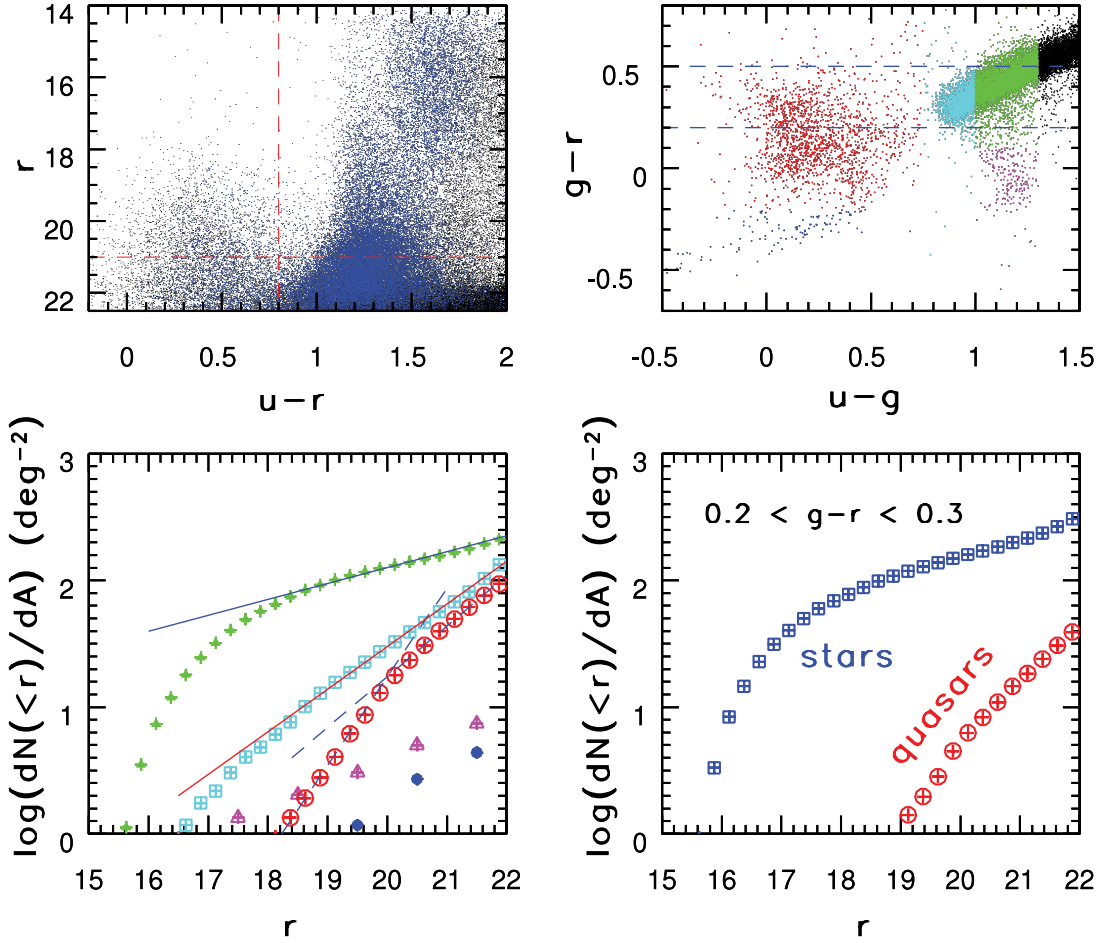 14
16
18
20
22
r
0
0.5
1
1.5
2
u-r
0.5
0
-0.5
g-r
-0.5
0
0.5
1
1.5
u-g
3
2
1
0
log(dN(<r)/dA) (deg⁻²)
15 16 17 18 19 20 21 22
r
3
2
1
0
log(dN(<r)/dA) (deg⁻²)
0.2 < g-r < 0.3
stars
quasars
15 16 17 18 19 20 21 22
r